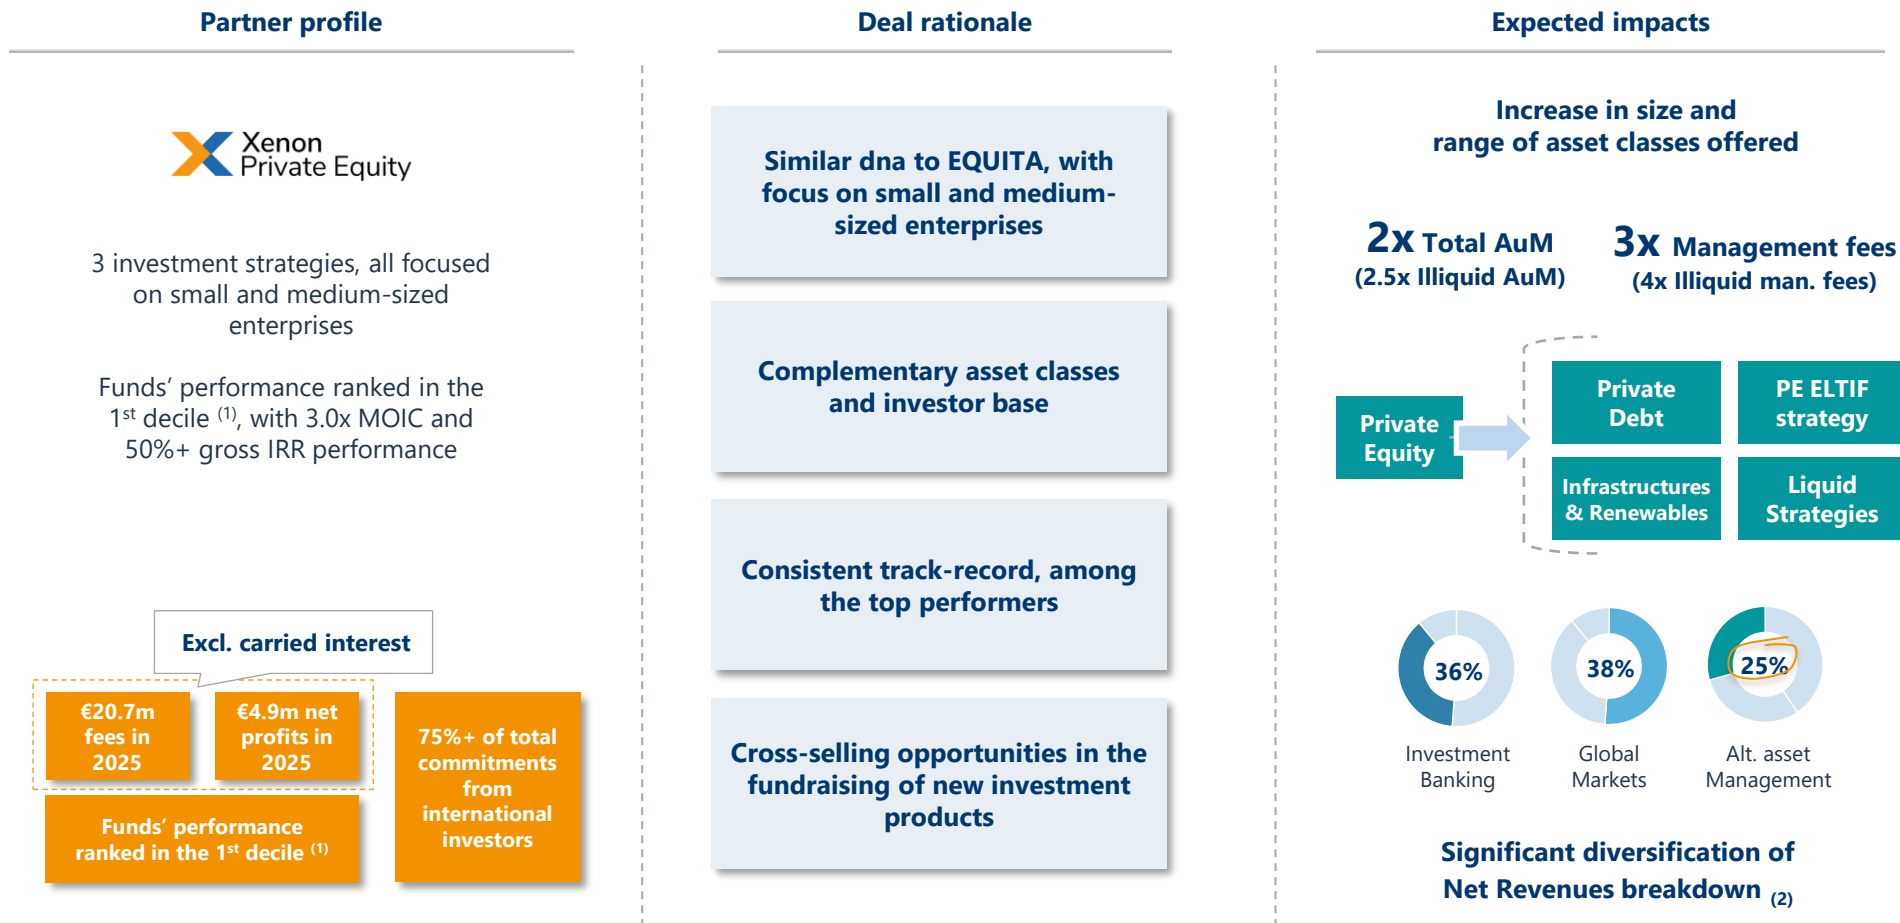 Partner profile
Xenon
Private Equity
3 investment strategies, all focused
on small and medium-sized
enterprises
Funds’ performance ranked in the
1st decile (1), with 3.0x MOIC and
50%+ gross IRR performance
Excl. carried interest
€20.7m
fees in
2025
€4.9m net
profits in
2025
75%+ of total
commitments
from
international
investors
Funds’ performance
ranked in the 1st decile (1)
Deal rationale
Similar dna to EQUITA, with
focus on small and medium-
sized enterprises
Complementary asset classes
and investor base
Consistent track-record, among
the top performers
Cross-selling opportunities in the
fundraising of new investment
products
Expected impacts
Increase in size and
range of asset classes offered
2x Total AuM
(2.5x Illiquid AuM)
3x Management fees
(4x Illiquid man. fees)
Private
Equity
Private
Debt
PE ELTIF
strategy
Infrastructures
& Renewables
Liquid
Strategies
36%
Investment
Banking
38%
Global
Markets
25%
Alt. asset
Management
Significant diversification of
Net Revenues breakdown (2)